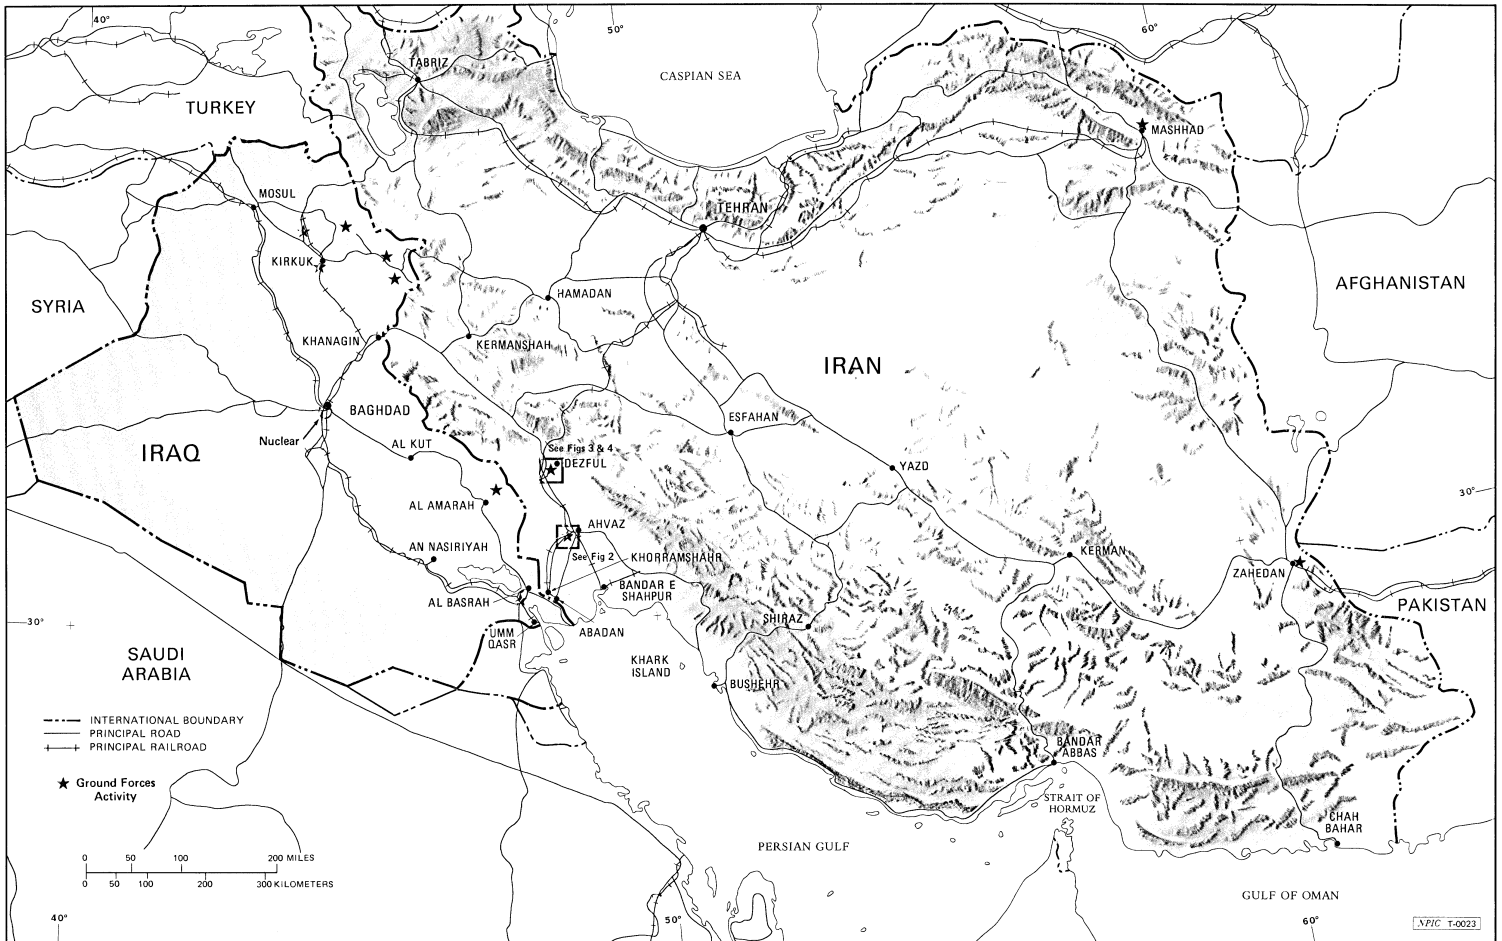 40°
50°
60°
TABRIZ
CASPIAN SEA
TURKEY
MASHHAD
MOSUL
TEHRAN
KIRKUK
SYRIA
HAMADAN
AFGHANISTAN
KHANAGIN
KERMANSHAH
IRAN
BAGHDAD
ESFAHAN
Nuclear
AL KUT
IRAQ
See Figs 3 & 4
DEZFUL
YAZD
30°
AL AMARAH
AHVAZ
AN NASIRIYAH
See Fig 2
KHORRAMSHAHR
KERMAN
ZAHEDAN
BANDAR E
SHAHPUR
AL BASRAH
PAKISTAN
30°
UMM
QASR
ABADAN
SHIRAZ
SAUDI
ARABIA
KHARK
ISLAND
BUSHEHR
INTERNATIONAL BOUNDARY
PRINCIPAL ROAD
PRINCIPAL RAILROAD
BANDAR
ABBAS
Ground Forces
Activity
STRAIT OF
HORMUZ
CHAH
BAHAR
PERSIAN GULF
0 50 100 200 MILES
0 50 100 200 300 KILOMETERS
GULF OF OMAN
40°
50°
60°
NPIC T-0023